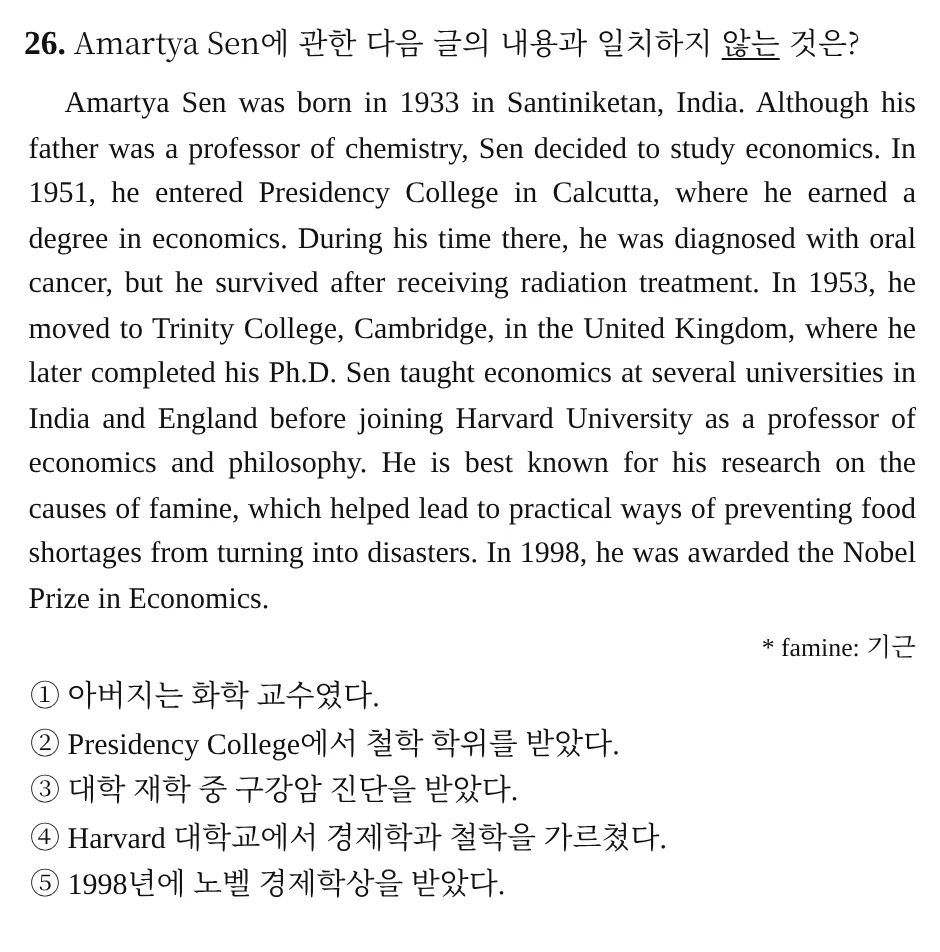 26. Amartya Sen에 관한 다음 글의 내용과 일치하지 않는 것은?
Amartya Sen was born in 1933 in Santiniketan, India. Although his
father was a professor of chemistry, Sen decided to study economics. In
1951, he entered Presidency College in Calcutta, where he earned a
degree in economics. During his time there, he was diagnosed with oral
cancer, but he survived after receiving radiation treatment. In 1953, he
moved to Trinity College, Cambridge, in the United Kingdom, where he
later completed his Ph.D. Sen taught economics at several universities in
India and England before joining Harvard University as a professor of
economics and philosophy. He is best known for his research on the
causes of famine, which helped lead to practical ways of preventing food
shortages from turning into disasters. In 1998, he was awarded the Nobel
Prize in Economics.
* famine: 기근
① 아버지는 화학 교수였다.
② Presidency College에서 철학 학위를 받았다.
③ 대학 재학 중 구강암 진단을 받았다.
④ Harvard 대학교에서 경제학과 철학을 가르쳤다.
⑤ 1998년에 노벨 경제학상을 받았다.